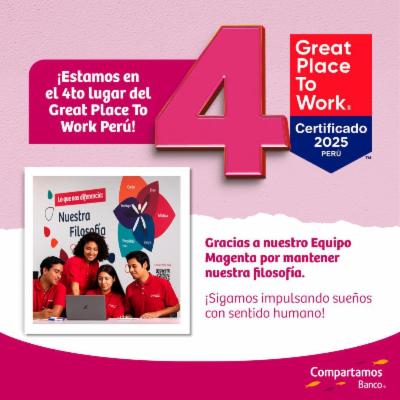 ¡Estamos en
el 4to lugar del
Great Place To
Work Perú!
4
Great
Place
To
Work®
Certificado
2025
PERÚ
TM
Lo que nos diferencia:
Nuestra
Filosofía
Gracias a nuestro Equipo
Magenta por mantener
nuestra filosofía.
¡Sigamos impulsando sueños
con sentido humano!
Compartamos
Banco®